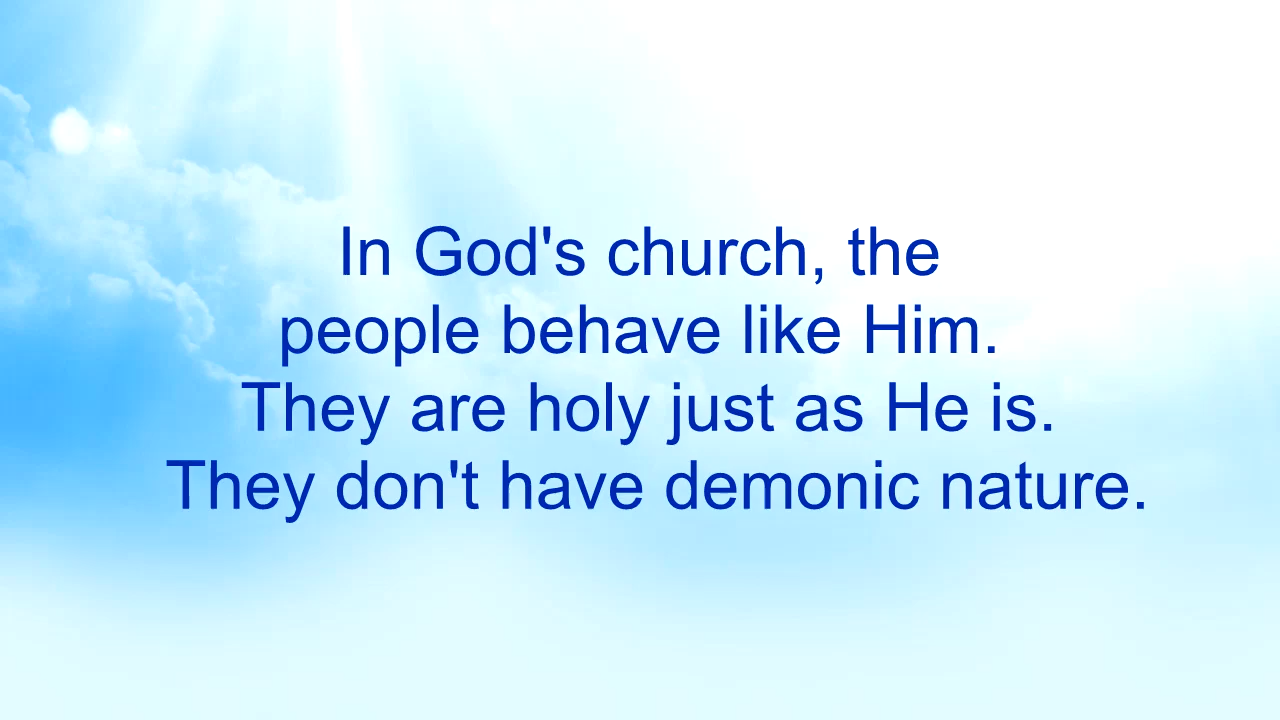 In God's church, the
people behave like Him.
They are holy just as He is.
They don't have demonic nature.